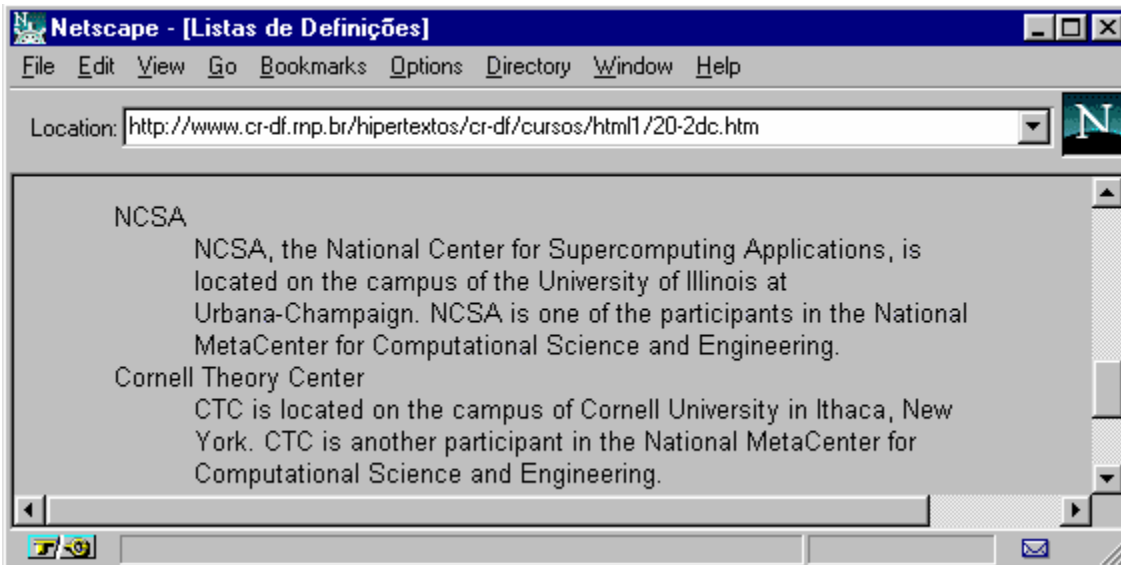 Netscape - [Listas de Definições]
File Edit View Go Bookmarks Options Directory Window Help
Location: http://www.cr-df.rnp.br/hipertextos/cr-df/cursos/html1/20-2dc.htm
N
NCSA
NCSA, the National Center for Supercomputing Applications, is
located on the campus of the University of Illinois at
Urbana-Champaign. NCSA is one of the participants in the National
MetaCenter for Computational Science and Engineering.
Cornell Theory Center
CTC is located on the campus of Cornell University in Ithaca, New
York. CTC is another participant in the National MetaCenter for
Computational Science and Engineering.